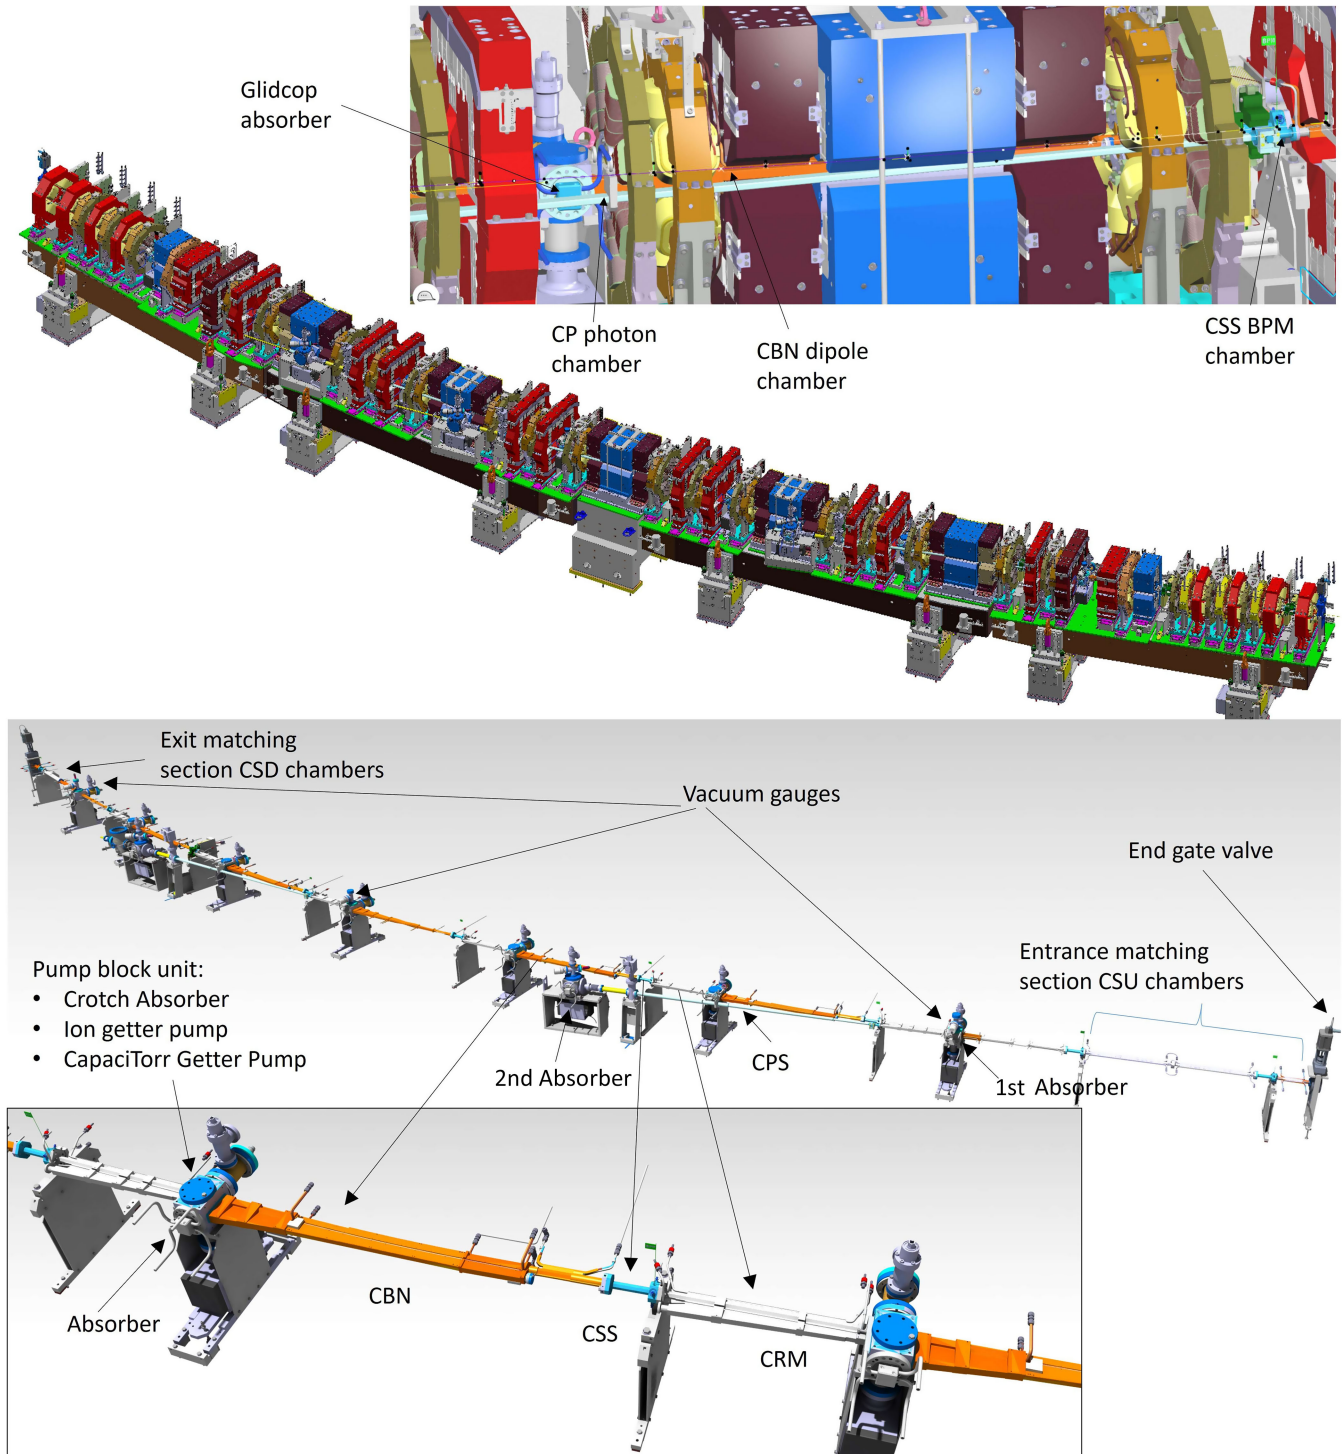 Glidcop
absorber
CP photon
chamber
CBN dipole
chamber
CSS BPM
chamber
Exit matching
section CSD chambers
Vacuum gauges
End gate valve
Entrance matching
section CSU chambers
Pump block unit:
• Crotch Absorber
• Ion getter pump
• CapaciTorr Getter Pump
2nd Absorber
CPS
1st Absorber
Absorber
CBN
CSS
CRM